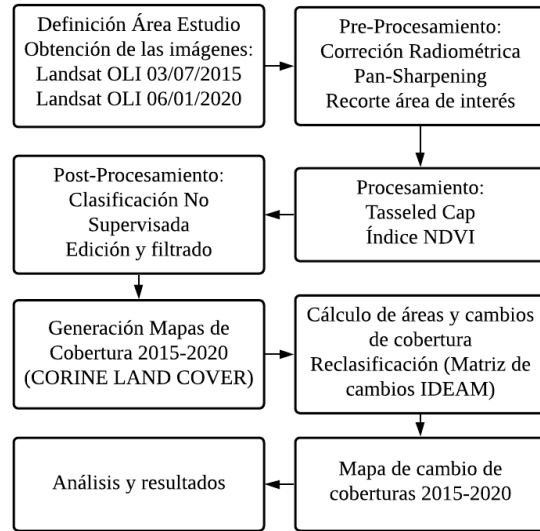 Definición Área Estudio
Obtención de las imágenes:
Landsat OLI 03/07/2015
Landsat OLI 06/01/2020
Pre-Procesamiento:
Correción Radiométrica
Pan-Sharpening
Recorte área de interés
Procesamiento:
Tasseled Cap
Índice NDVI
Post-Procesamiento:
Clasificación No
Supervisada
Edición y filtrado
Generación Mapas de
Cobertura 2015-2020
(CORINE LAND COVER)
Cálculo de áreas y cambios
de cobertura
Reclasificación (Matriz de
cambios IDEAM)
Mapa de cambio de
coberturas 2015-2020
Análisis y resultados